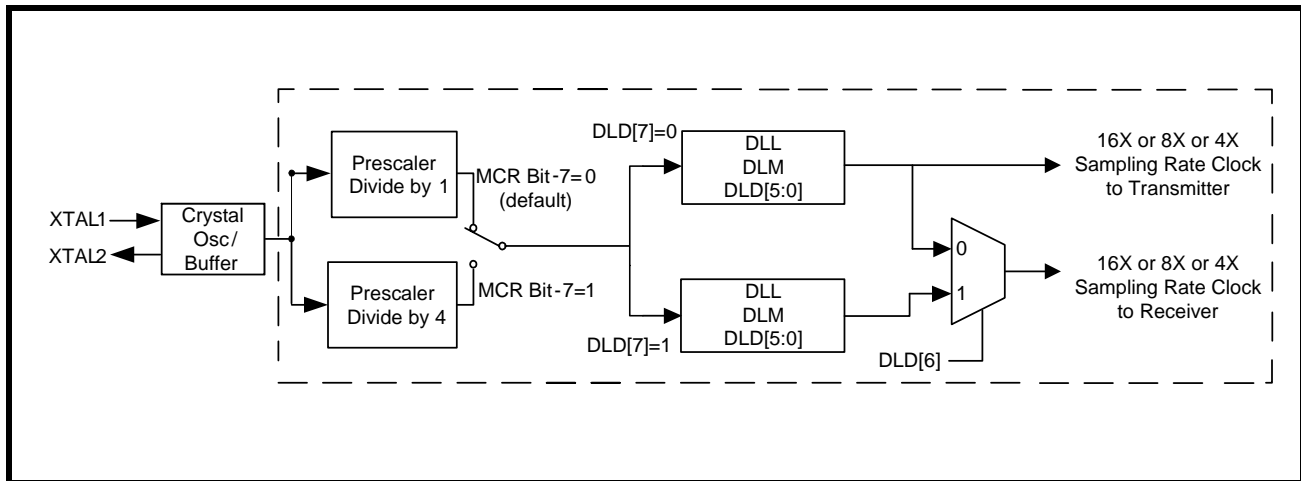 XTAL1
XTAL2
Crystal
Osc/
Buffer
Prescaler
Divide by 1
Prescaler
Divide by 4
MCR Bit-7=0
(default)
MCR Bit-7=1
DLD[7]=0
DLL
DLM
DLD[5:0]
DLD[7]=1
DLL
DLM
DLD[5:0]
0
1
DLD[6]
16X or 8X or 4X
Sampling Rate Clock
to Transmitter
16X or 8X or 4X
Sampling Rate Clock
to Receiver